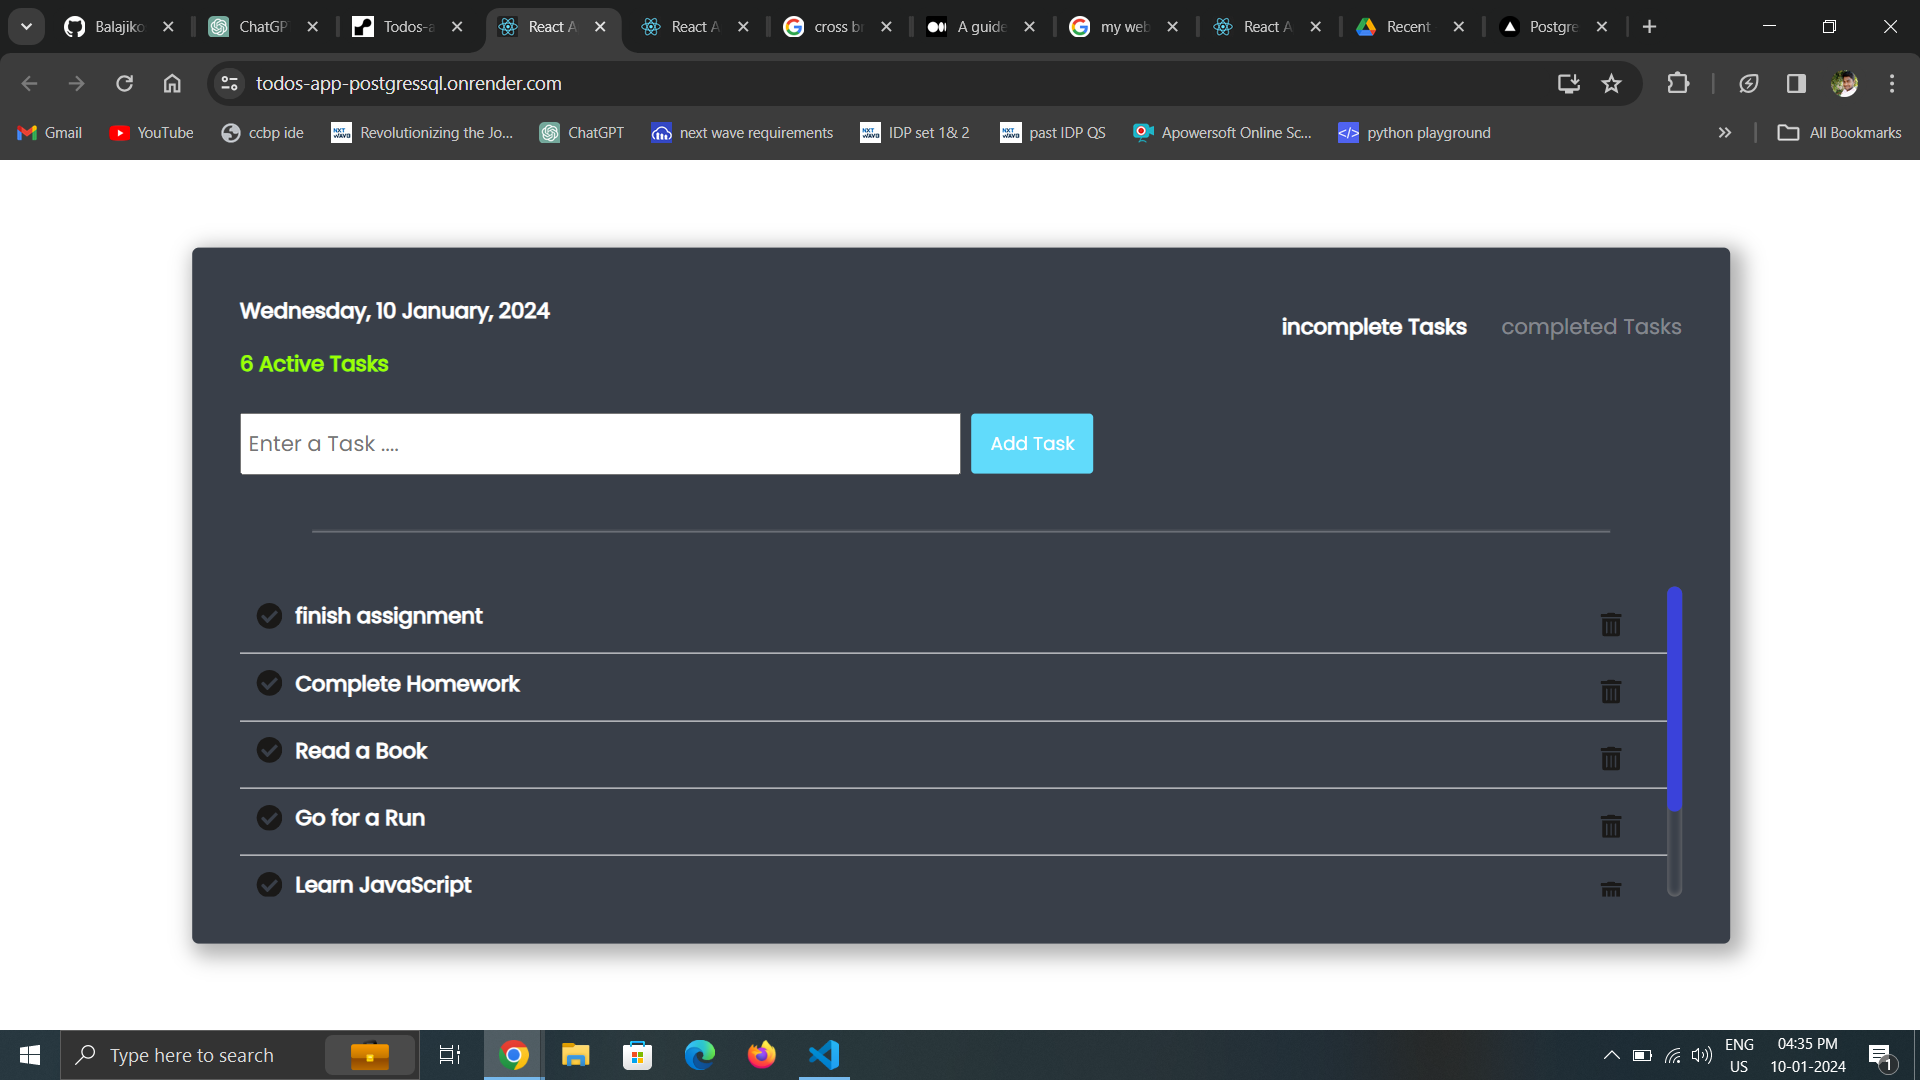 Balajiko
ChatGP
Todos-a
React A
React A
cross br
A guide
my web
React A
Recent
Postgre
todos-app-postgressql.onrender.com
Gmail
YouTube
ccbp ide
Revolutionizing the Jo...
ChatGPT
next wave requirements
IDP set 1& 2
past IDP QS
Apowersoft Online Sc...
python playground
All Bookmarks
Wednesday, 10 January, 2024
incomplete Tasks
completed Tasks
6 Active Tasks
Enter a Task ....
Add Task
finish assignment
Complete Homework
Read a Book
Go for a Run
Learn JavaScript
Type here to search
ENG
US
04:35 PM
10-01-2024
1